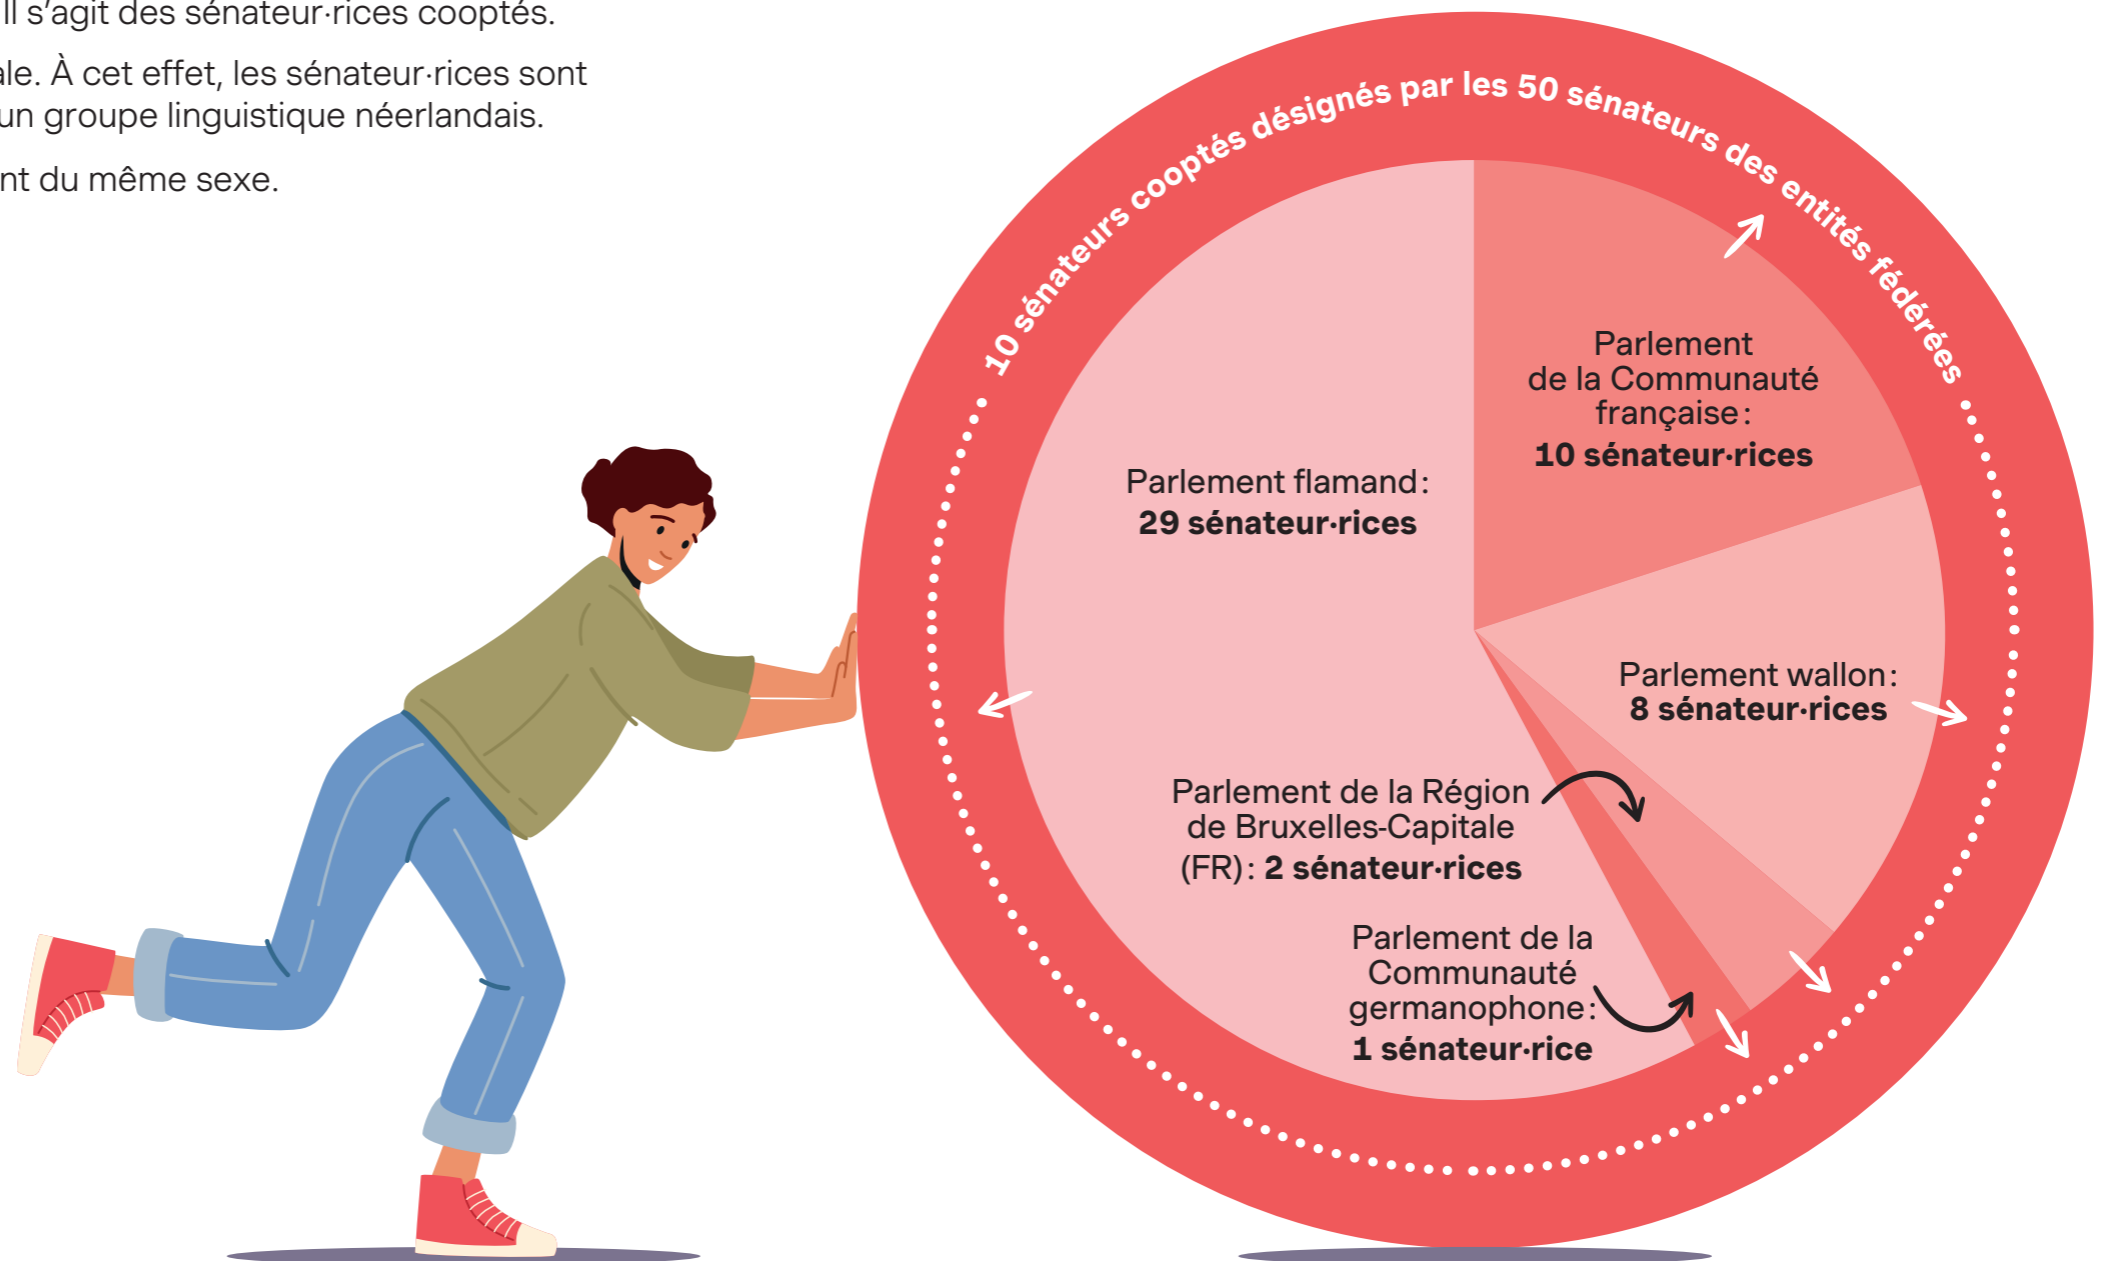 Il s'agit des sénateur·rices cooptés.
ale. À cet effet, les sénateur·rices sont
un groupe linguistique néerlandais.
nt du même sexe.
10 sénateurs cooptés désignés par les 50 sénateurs des entités fédérées
Parlement
de la Communauté
française :
10 sénateur·rices
Parlement flamand :
29 sénateur·rices
Parlement wallon :
8 sénateur·rices
Parlement de la Région
de Bruxelles-Capitale
(FR) : 2 sénateur·rices
Parlement de la
Communauté
germanophone :
1 sénateur·rice